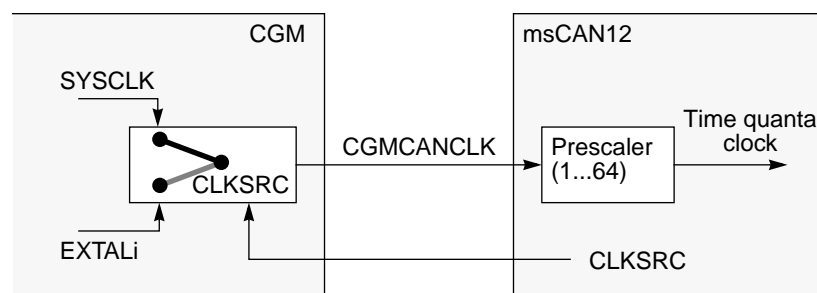 CGM
msCAN12
SYSCLK
CGMCANCLK
Prescaler
(1...64)
Time quanta
clock
CLKSRC
EXTALi
CLKSRC